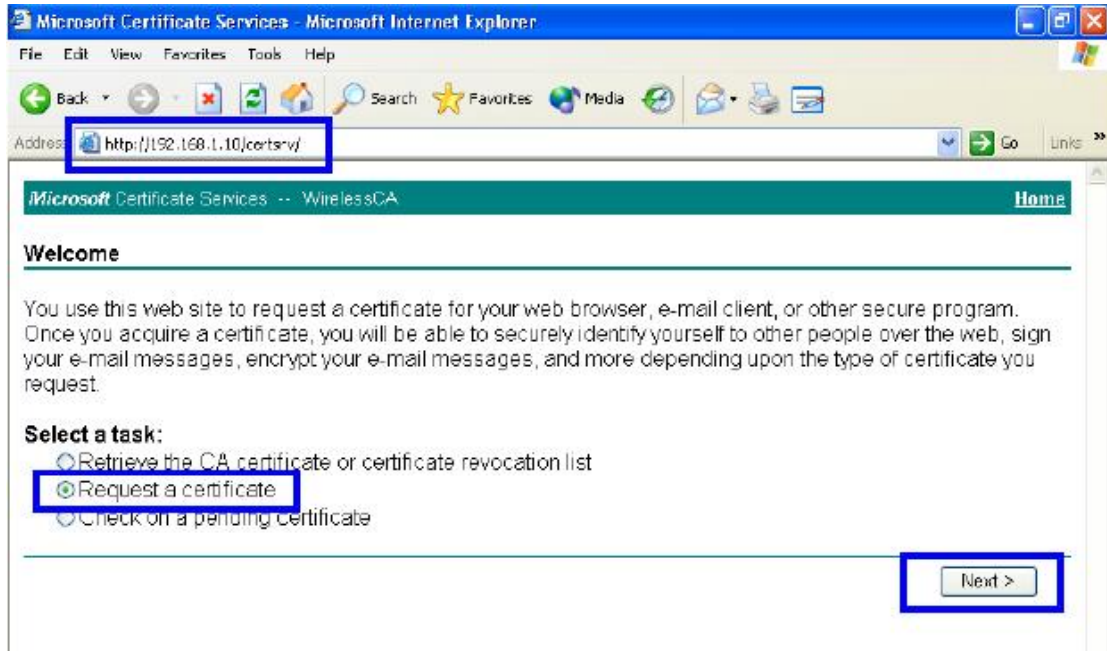 Microsoft Certificate Services - Microsoft Internet Explorer
File Edit View Favorites Tools Help
Back Search Favorites Media
Address http://192.168.1.10/certsrv/ Go Links »
Microsoft Certificate Services -- WirelessCA Home
Welcome
You use this web site to request a certificate for your web browser, e-mail client, or other secure program.
Once you acquire a certificate, you will be able to securely identify yourself to other people over the web, sign
your e-mail messages, encrypt your e-mail messages, and more depending upon the type of certificate you
request.
Select a task:
Retrieve the CA certificate or certificate revocation list
Request a certificate
Check on a pending certificate
Next >